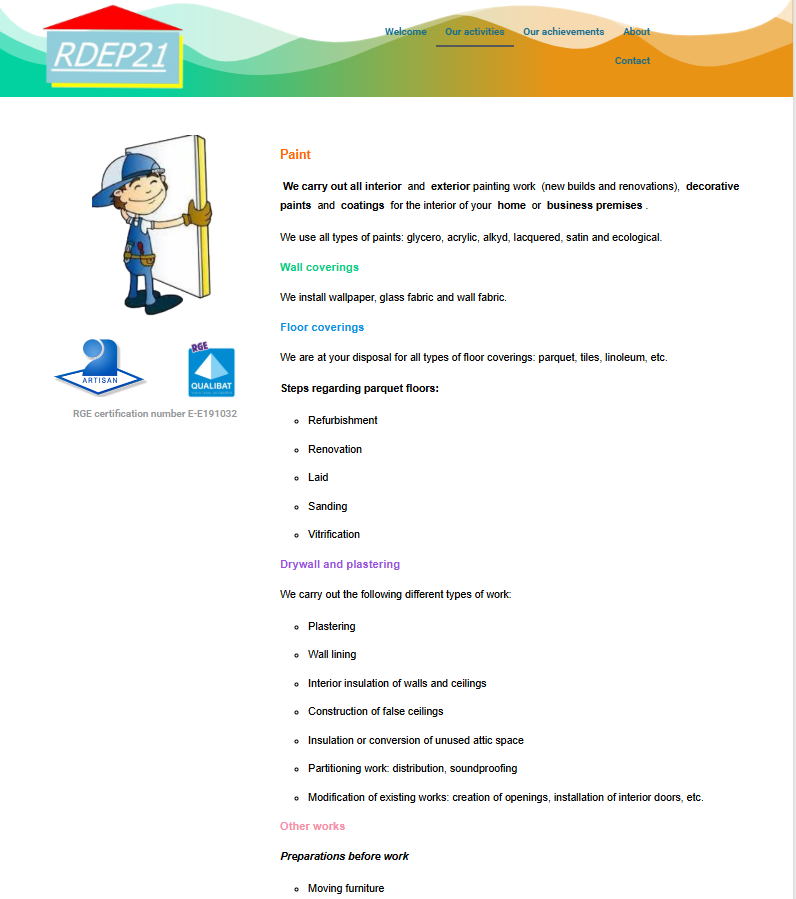 RDEP21
Welcome Our activities Our achievements About
Contact
Paint
We carry out all interior and exterior painting work (new builds and renovations), decorative
paints and coatings for the interior of your home or business premises .
We use all types of paints: glycero, acrylic, alkyd, lacquered, satin and ecological.
Wall coverings
We install wallpaper, glass fabric and wall fabric.
Floor coverings
We are at your disposal for all types of floor coverings: parquet, tiles, linoleum, etc.
ARTISAN
RGE
QUALIBAT
RGE certification number E-E191032
Steps regarding parquet floors:
Refurbishment
Renovation
Laid
Sanding
Vitrification
Drywall and plastering
We carry out the following different types of work:
Plastering
Wall lining
Interior insulation of walls and ceilings
Construction of false ceilings
Insulation or conversion of unused attic space
Partitioning work: distribution, soundproofing
Modification of existing works: creation of openings, installation of interior doors, etc.
Other works
Preparations before work
Moving furniture